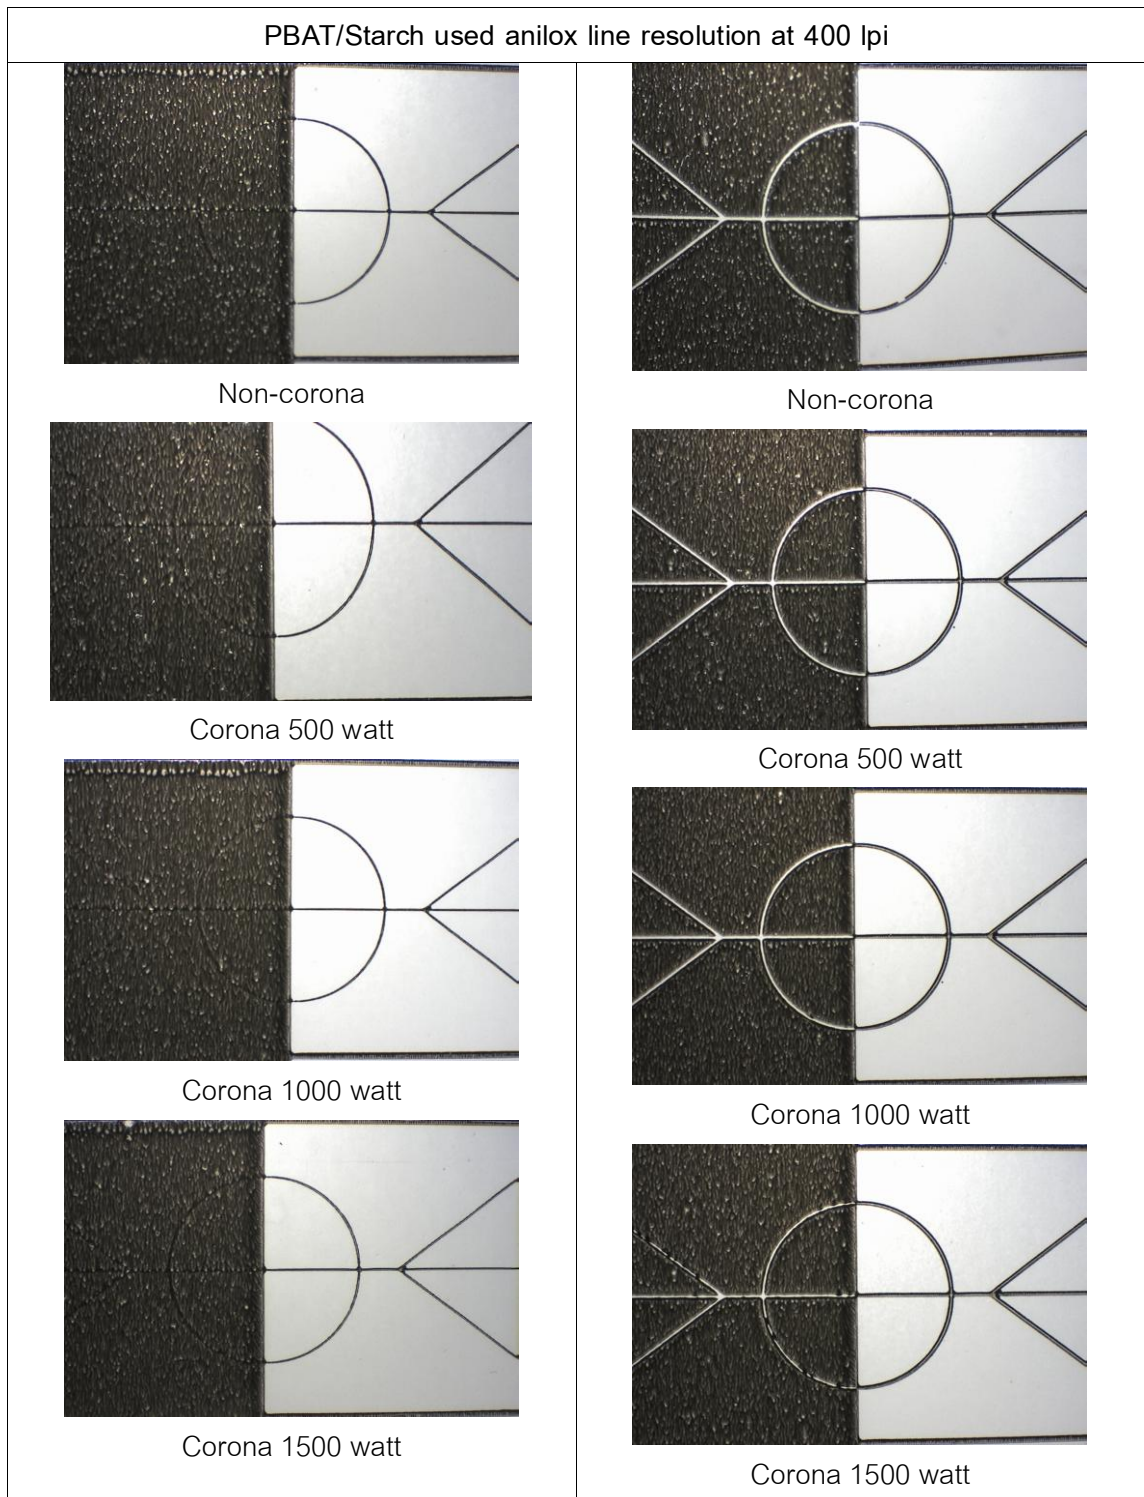 PBAT/Starch used anilox line resolution at 400 lpi
Non-corona
Corona 500 watt
Corona 1000 watt
Corona 1500 watt
Non-corona
Corona 500 watt
Corona 1000 watt
Corona 1500 watt